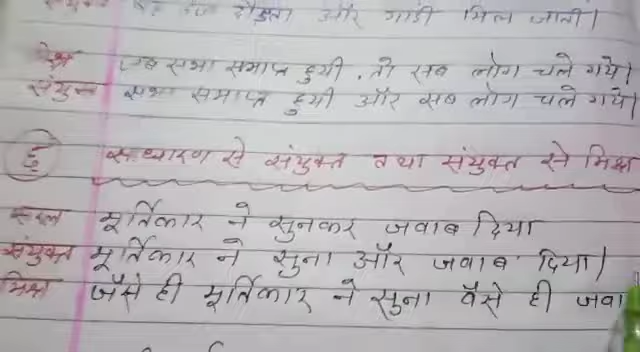 दौडता और गाडी मिल जाती।
मिश्र जब सभा समाप्त हुयी, तो सब लोग चले गये।
संयुक्त सभा समाप्त हुयी और सब लोग चले गये।
साधारण से संयुक्त तथा संयुक्त से मिश्र
सरल मूर्तिकार ने सुनकर जवाब दिया
संयुक्त मूर्तिकार ने सुना और जवाब दिया।
मिश्र जैसे ही मूर्तिकार ने सुना वैसे ही जवा